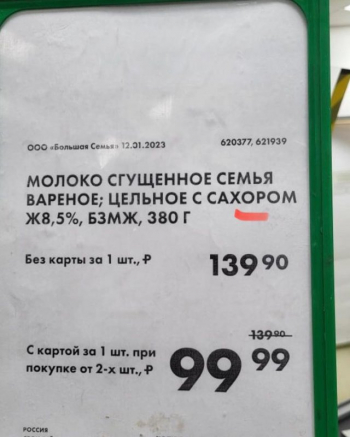 ООО «Большая Семья» 12.01.2023 620377, 621939
МОЛОКО СГУЩЕННОЕ СЕМЬЯ
ВАРЕНОЕ; ЦЕЛЬНОЕ С САХОРОМ
Ж8,5%, БЗМЖ, 380 Г
Без карты за 1 шт., ₽ 139 90
139 90
С картой за 1 шт. при
покупке от 2-х шт., ₽ 99 99
РОССИЯ